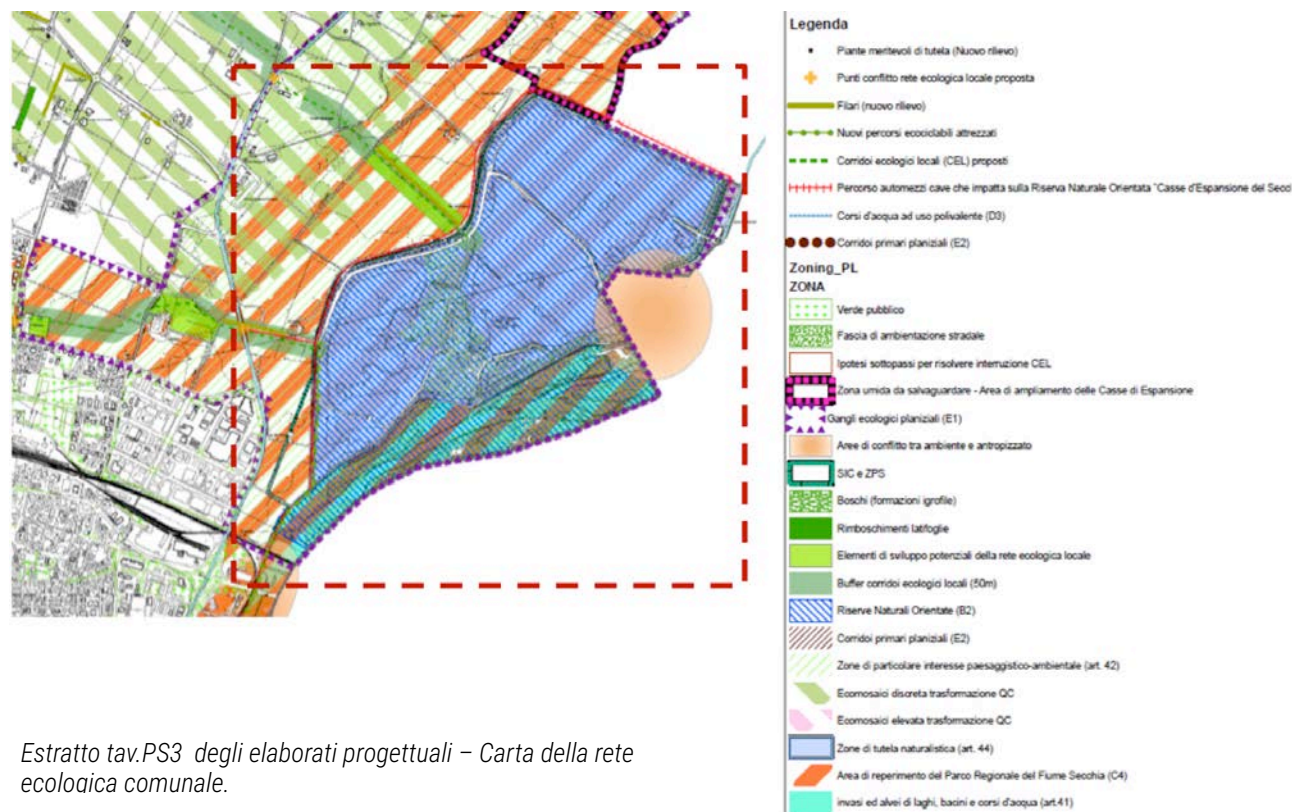 Legenda
Piante meritevoli di tutela (Nuovo rilievo)
Punti conflitto rete ecologica locale proposta
Filari (nuovo rilievo)
Nuovi percorsi ecociclabili attrezzati
Corridoi ecologici locali (CEL) proposti
Percorso automezzi cave che impatta sulla Riserva Naturale Orientata "Casse d'Espansione del Secc
Corsi d'acqua ad uso polivalente (D3)
Corridoi primari planiziali (E2)
Zoning_PL
ZONA
Verde pubblico
Fascia di ambientazione stradale
Ipotesi sottopassi per risolvere interruzione CEL
Zona umida da salvaguardare - Area di ampliamento delle Casse di Espansione
Gangli ecologici planiziali (E1)
Aree di conflitto tra ambiente e antropizzato
SIC e ZPS
Boschi (formazioni igrofile)
Rimboschimenti latifoglie
Elementi di sviluppo potenziali della rete ecologica locale
Buffer corridoi ecologici locali (50m)
Riserve Naturali Orientate (B2)
Corridoi primari planiziali (E2)
Zone di particolare interesse paesaggistico-ambientale (art. 42)
Ecomosaici discreta trasformazione QC
Ecomosaici elevata trasformazione QC
Zone di tutela naturalistica (art. 44)
Area di reperimento del Parco Regionale del Fiume Secchia (C4)
invasi ed alvei di laghi, bacini e corsi d'acqua (art.41)
Estratto tav.PS3 degli elaborati progettuali – Carta della rete
ecologica comunale.